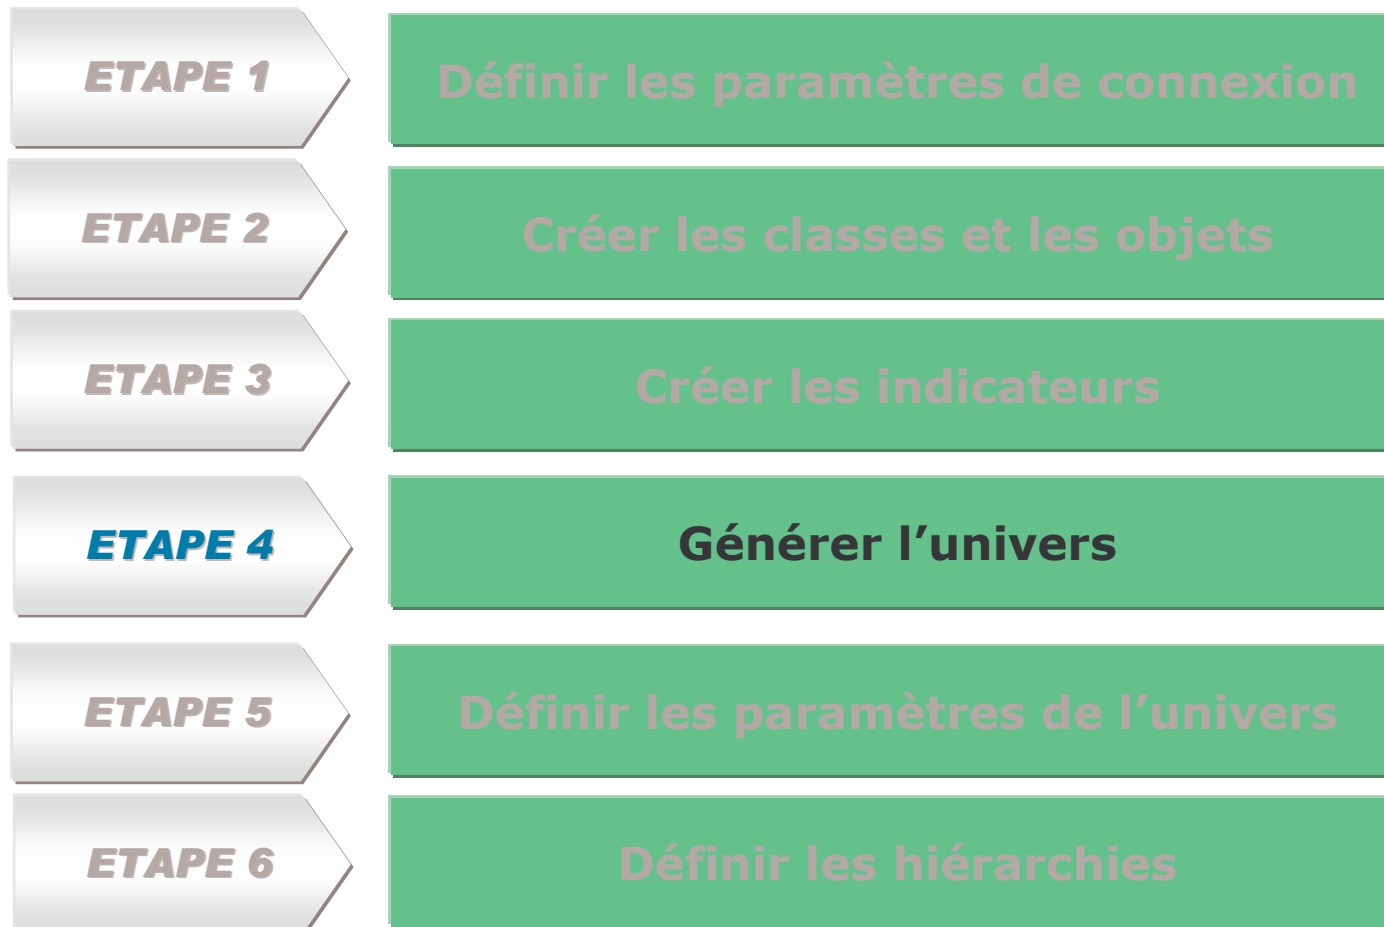 ETAPE 1
Définir les paramètres de connexion
ETAPE 2
Créer les classes et les objets
ETAPE 3
Créer les indicateurs
ETAPE 4
Générer l’univers
ETAPE 5
Définir les paramètres de l’univers
ETAPE 6
Définir les hiérarchies